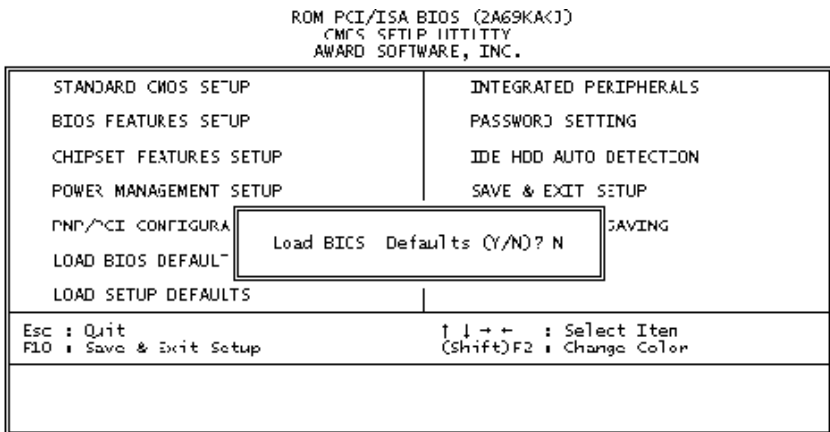 ROM PCI/ISA BIOS (2A69KAKJ)
CMOS SETUP UTILITY
AWARD SOFTWARE, INC.
STANDARD CMOS SETUP
BIOS FEATURES SETUP
CHIPSET FEATURES SETUP
POWER MANAGEMENT SETUP
PNP/PCI CONFIGURA
LOAD BIOS DEFAULT
LOAD SETUP DEFAULTS
INTEGRATED PERIPHERALS
PASSWORD SETTING
IDE HDD AUTO DETECTION
SAVE & EXIT SETUP
SAVING
Load BIOS Defaults (Y/N)? N
Esc : Quit
F10 : Save & Exit Setup
↑ ↓ → ← : Select Item
(Shift)F2 : Change Color